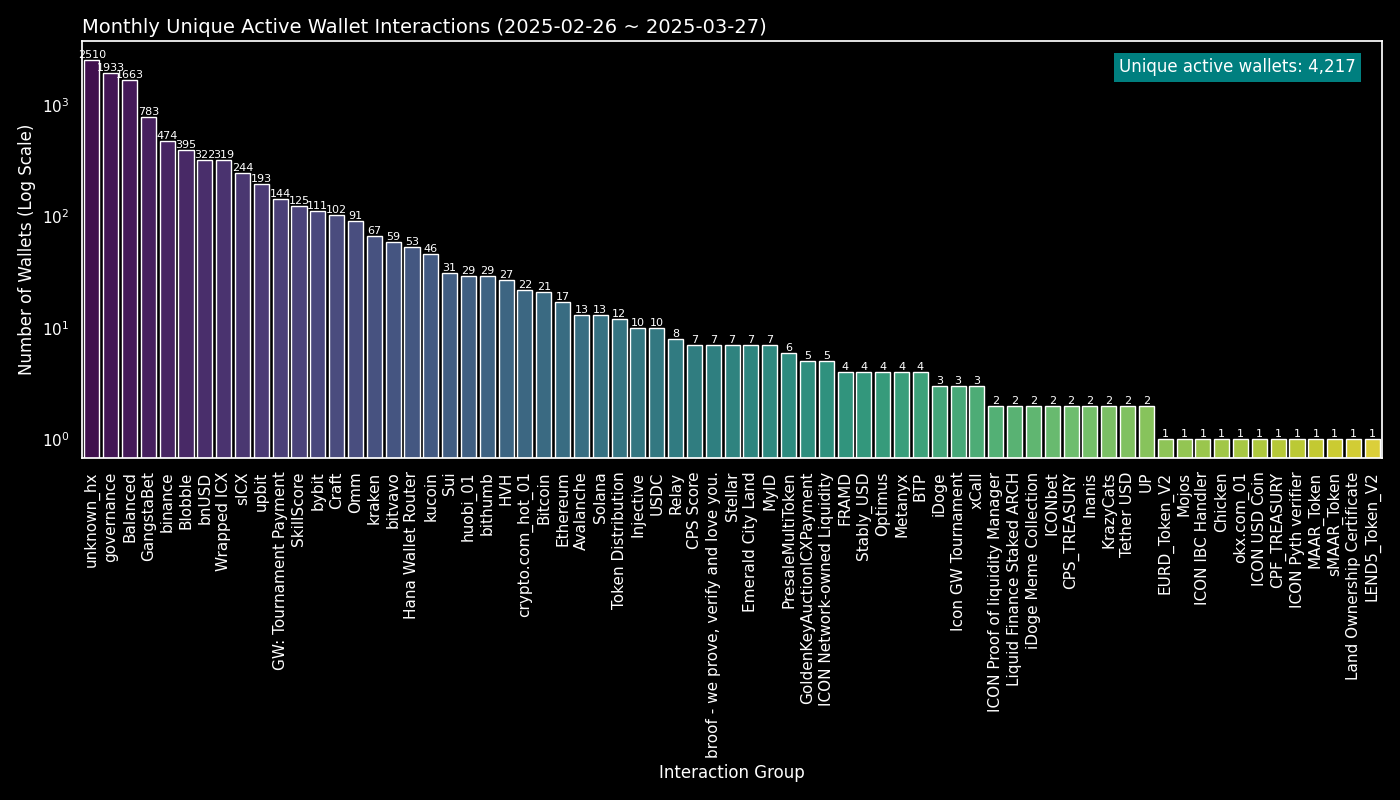 Monthly Unique Active Wallet Interactions (2025-02-26 ~ 2025-03-27)
Unique active wallets: 4,217
Number of Wallets (Log Scale)
10³
10²
10¹
10⁰
2510
1933
1663
783
474
395
322
319
244
193
144
125
111
102
91
67
59
53
46
31
29
29
27
22
21
17
13
13
12
10
10
8
7
7
7
7
7
6
5
5
4
4
4
4
4
3
3
3
2
2
2
2
2
2
2
2
2
1
1
1
1
1
1
1
1
1
1
1
1
unknown_hx
governance
Balanced
GangstaBet
binance
Blobble
bnUSD
Wrapped ICX
sICX
upbit
GW: Tournament Payment
SkillScore
bybit
Craft
Omm
kraken
bitvavo
Hana Wallet Router
kucoin
Sui
huobi_01
bithumb
HVH
crypto.com_hot_01
Bitcoin
Ethereum
Avalanche
Solana
Token Distribution
Injective
USDC
Relay
CPS Score
broof - we prove, verify and love you.
Stellar
Emerald City Land
MyID
PresaleMultiToken
GoldenKeyAuctionICXPayment
ICON Network-owned Liquidity
FRAMD
Stably_USD
Optimus
Metanyx
BTP
iDoge
Icon GW Tournament
xCall
ICON Proof of liquidity Manager
Liquid Finance Staked ARCH
iDoge Meme Collection
ICONbet
CPS_TREASURY
Inanis
KrazyCats
Tether_USD
UP
EURD_Token_V2
Mojos
ICON IBC Handler
Chicken
okx.com_01
ICON USD Coin
CPF_TREASURY
ICON Pyth verifier
MAAR_Token
sMAAR_Token
Land Ownership Certificate
LEND5_Token_V2
Interaction Group